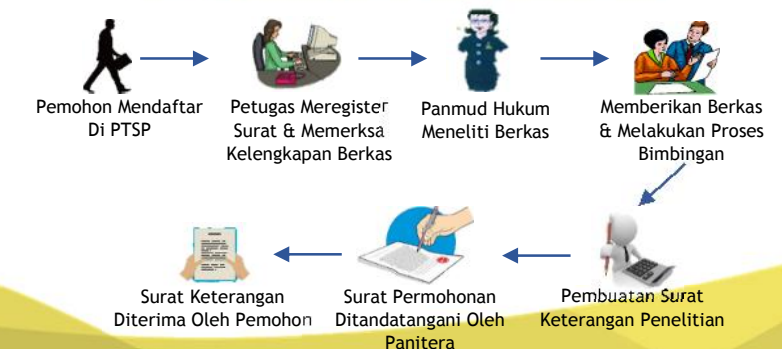 Pemohon Mendaftar
Di PTSP
Petugas Meregister
Surat & Memerksa
Kelengkapan Berkas
Panmud Hukum
Meneliti Berkas
Memberikan Berkas
& Melakukan Proses
Bimbingan
Surat Keterangan
Diterima Oleh Pemohon
Surat Permohonan
Ditandatangani Oleh
Panitera
Pembuatan Surat
Keterangan Penelitian